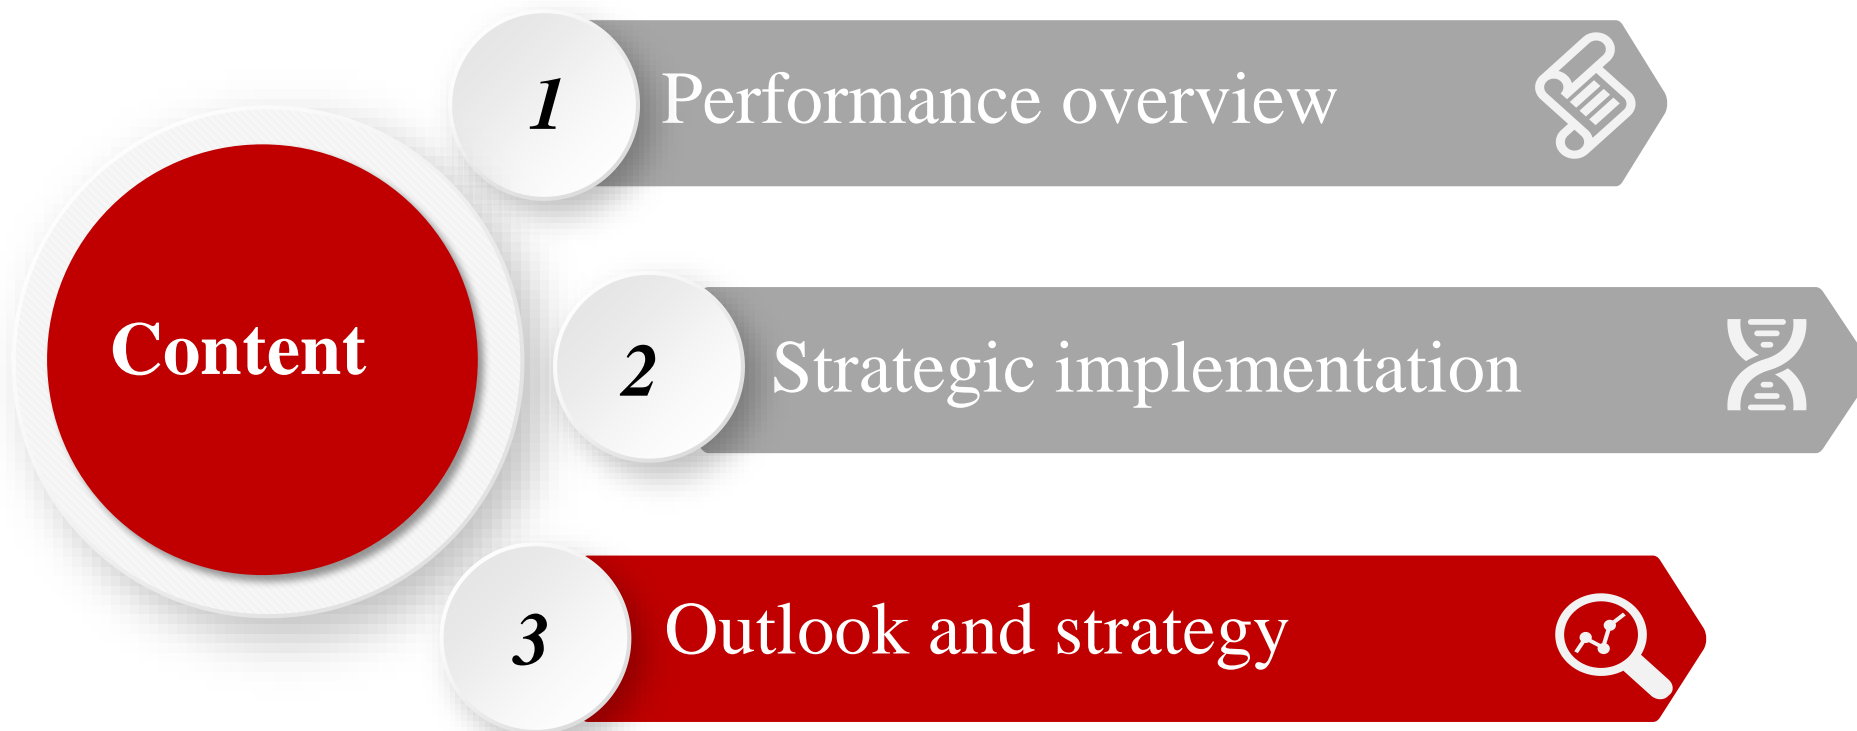 1
Performance overview
Content
2
Strategic implementation
3
Outlook and strategy